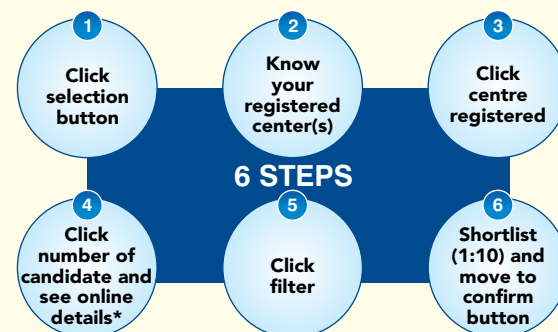 1
Click
selection
button
2
Know
your
registered
center(s)
3
Click
centre
registered
6 STEPS
4
Click
number of
candidate and
see online
details*
5
Click
filter
6
Shortlist
(1:10) and
move to
confirm
button